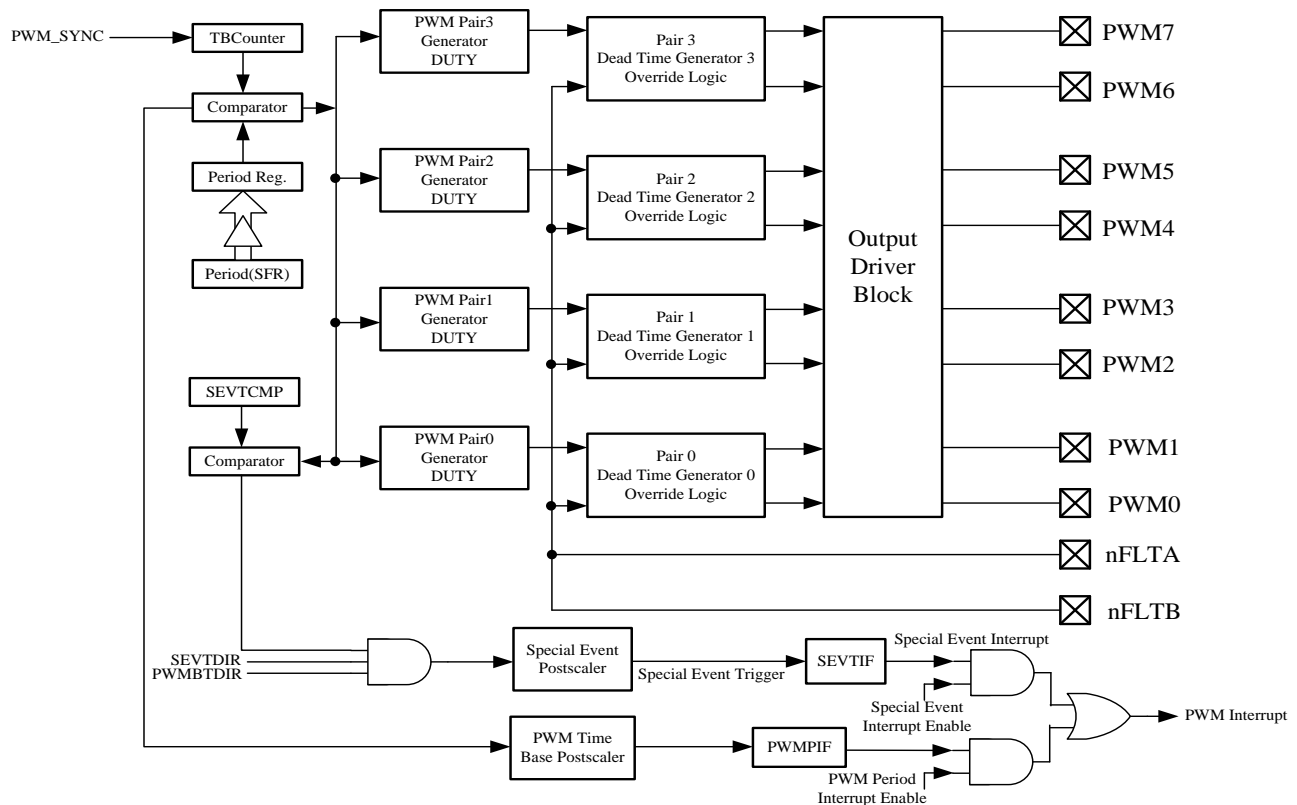 PWM_SYNC
TBCounter
Comparator
Period Reg.
Period(SFR)
SEVTCMP
Comparator
PWM Pair3
Generator
DUTY
PWM Pair2
Generator
DUTY
PWM Pair1
Generator
DUTY
PWM Pair0
Generator
DUTY
Pair 3
Dead Time Generator 3
Override Logic
Pair 2
Dead Time Generator 2
Override Logic
Pair 1
Dead Time Generator 1
Override Logic
Pair 0
Dead Time Generator 0
Override Logic
Output
Driver
Block
PWM7
PWM6
PWM5
PWM4
PWM3
PWM2
PWM1
PWM0
nFLTA
nFLTB
SEVTDIR
PWMBTDIR
Special Event
Postscaler
Special Event Trigger
SEVTIF
Special Event Interrupt
Special Event
Interrupt Enable
PWM Time
Base Postscaler
PWMPIF
PWM Period
Interrupt Enable
PWM Interrupt